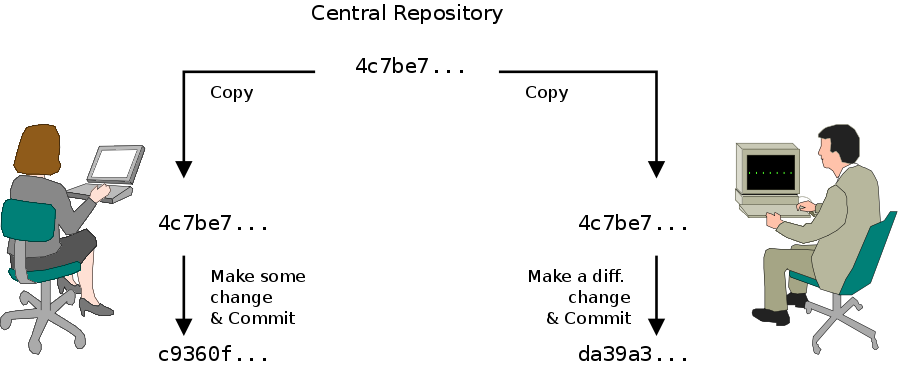 Central Repository
4c7be7...
Copy
Copy
4c7be7...
4c7be7...
Make some
change
& Commit
Make a diff.
change
& Commit
c9360f...
da39a3...